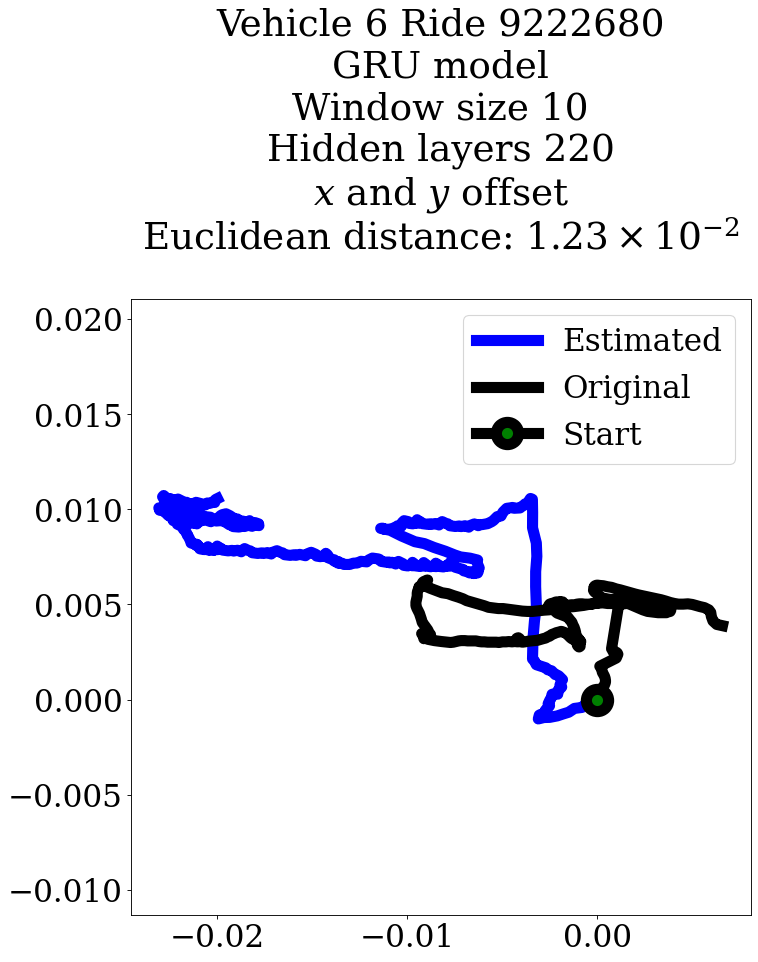 Vehicle 6 Ride 9222680
GRU model
Window size 10
Hidden layers 220
x and y offset
Euclidean distance: 1.23 × 10⁻²
0.020
0.015
0.010
0.005
0.000
−0.005
−0.010
Estimated
Original
Start
−0.02
−0.01
0.00